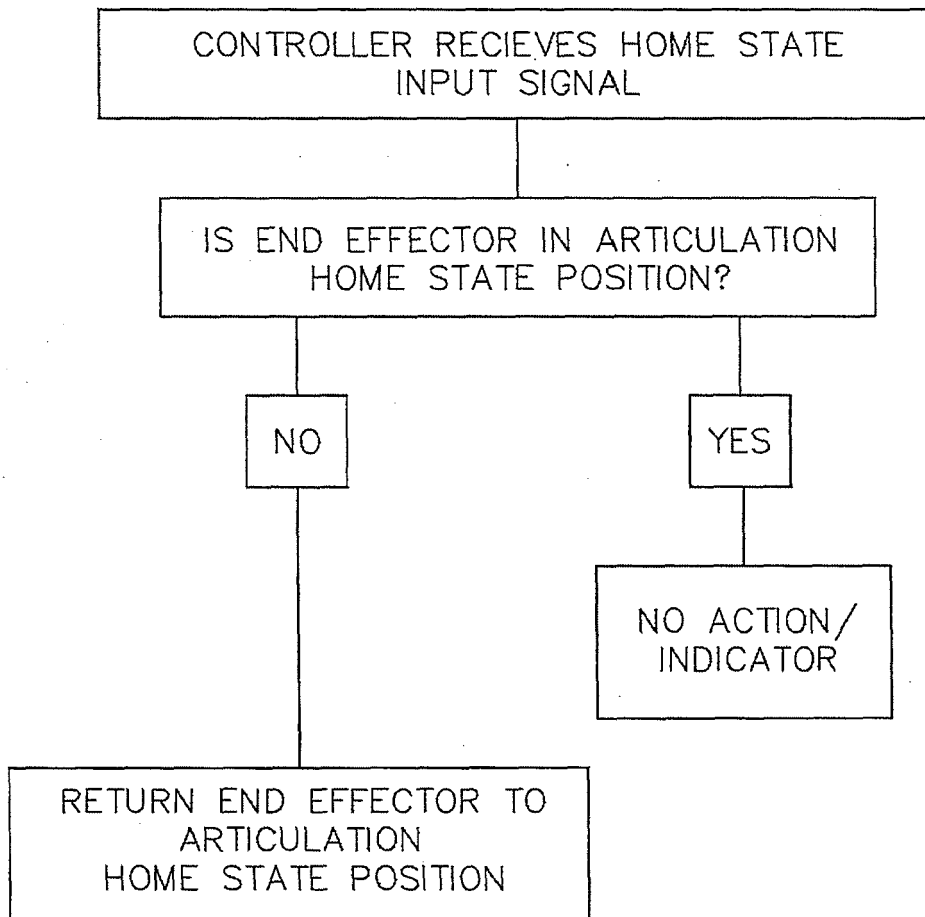 CONTROLLER RECIEVES HOME STATE
INPUT SIGNAL
IS END EFFECTOR IN ARTICULATION
HOME STATE POSITION?
NO
YES
NO ACTION/
INDICATOR
RETURN END EFFECTOR TO
ARTICULATION
HOME STATE POSITION